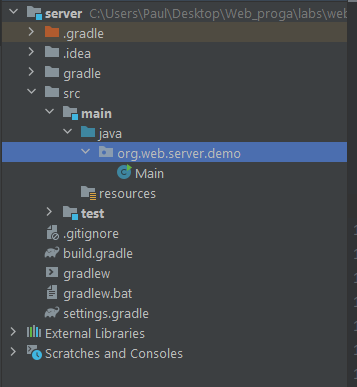 server C:\Users\Paul\Desktop\Web_proga\labs\web
.gradle
.idea
gradle
src
main
java
org.web.server.demo
Main
resources
test
.gitignore
build.gradle
gradlew
gradlew.bat
settings.gradle
External Libraries
Scratches and Consoles